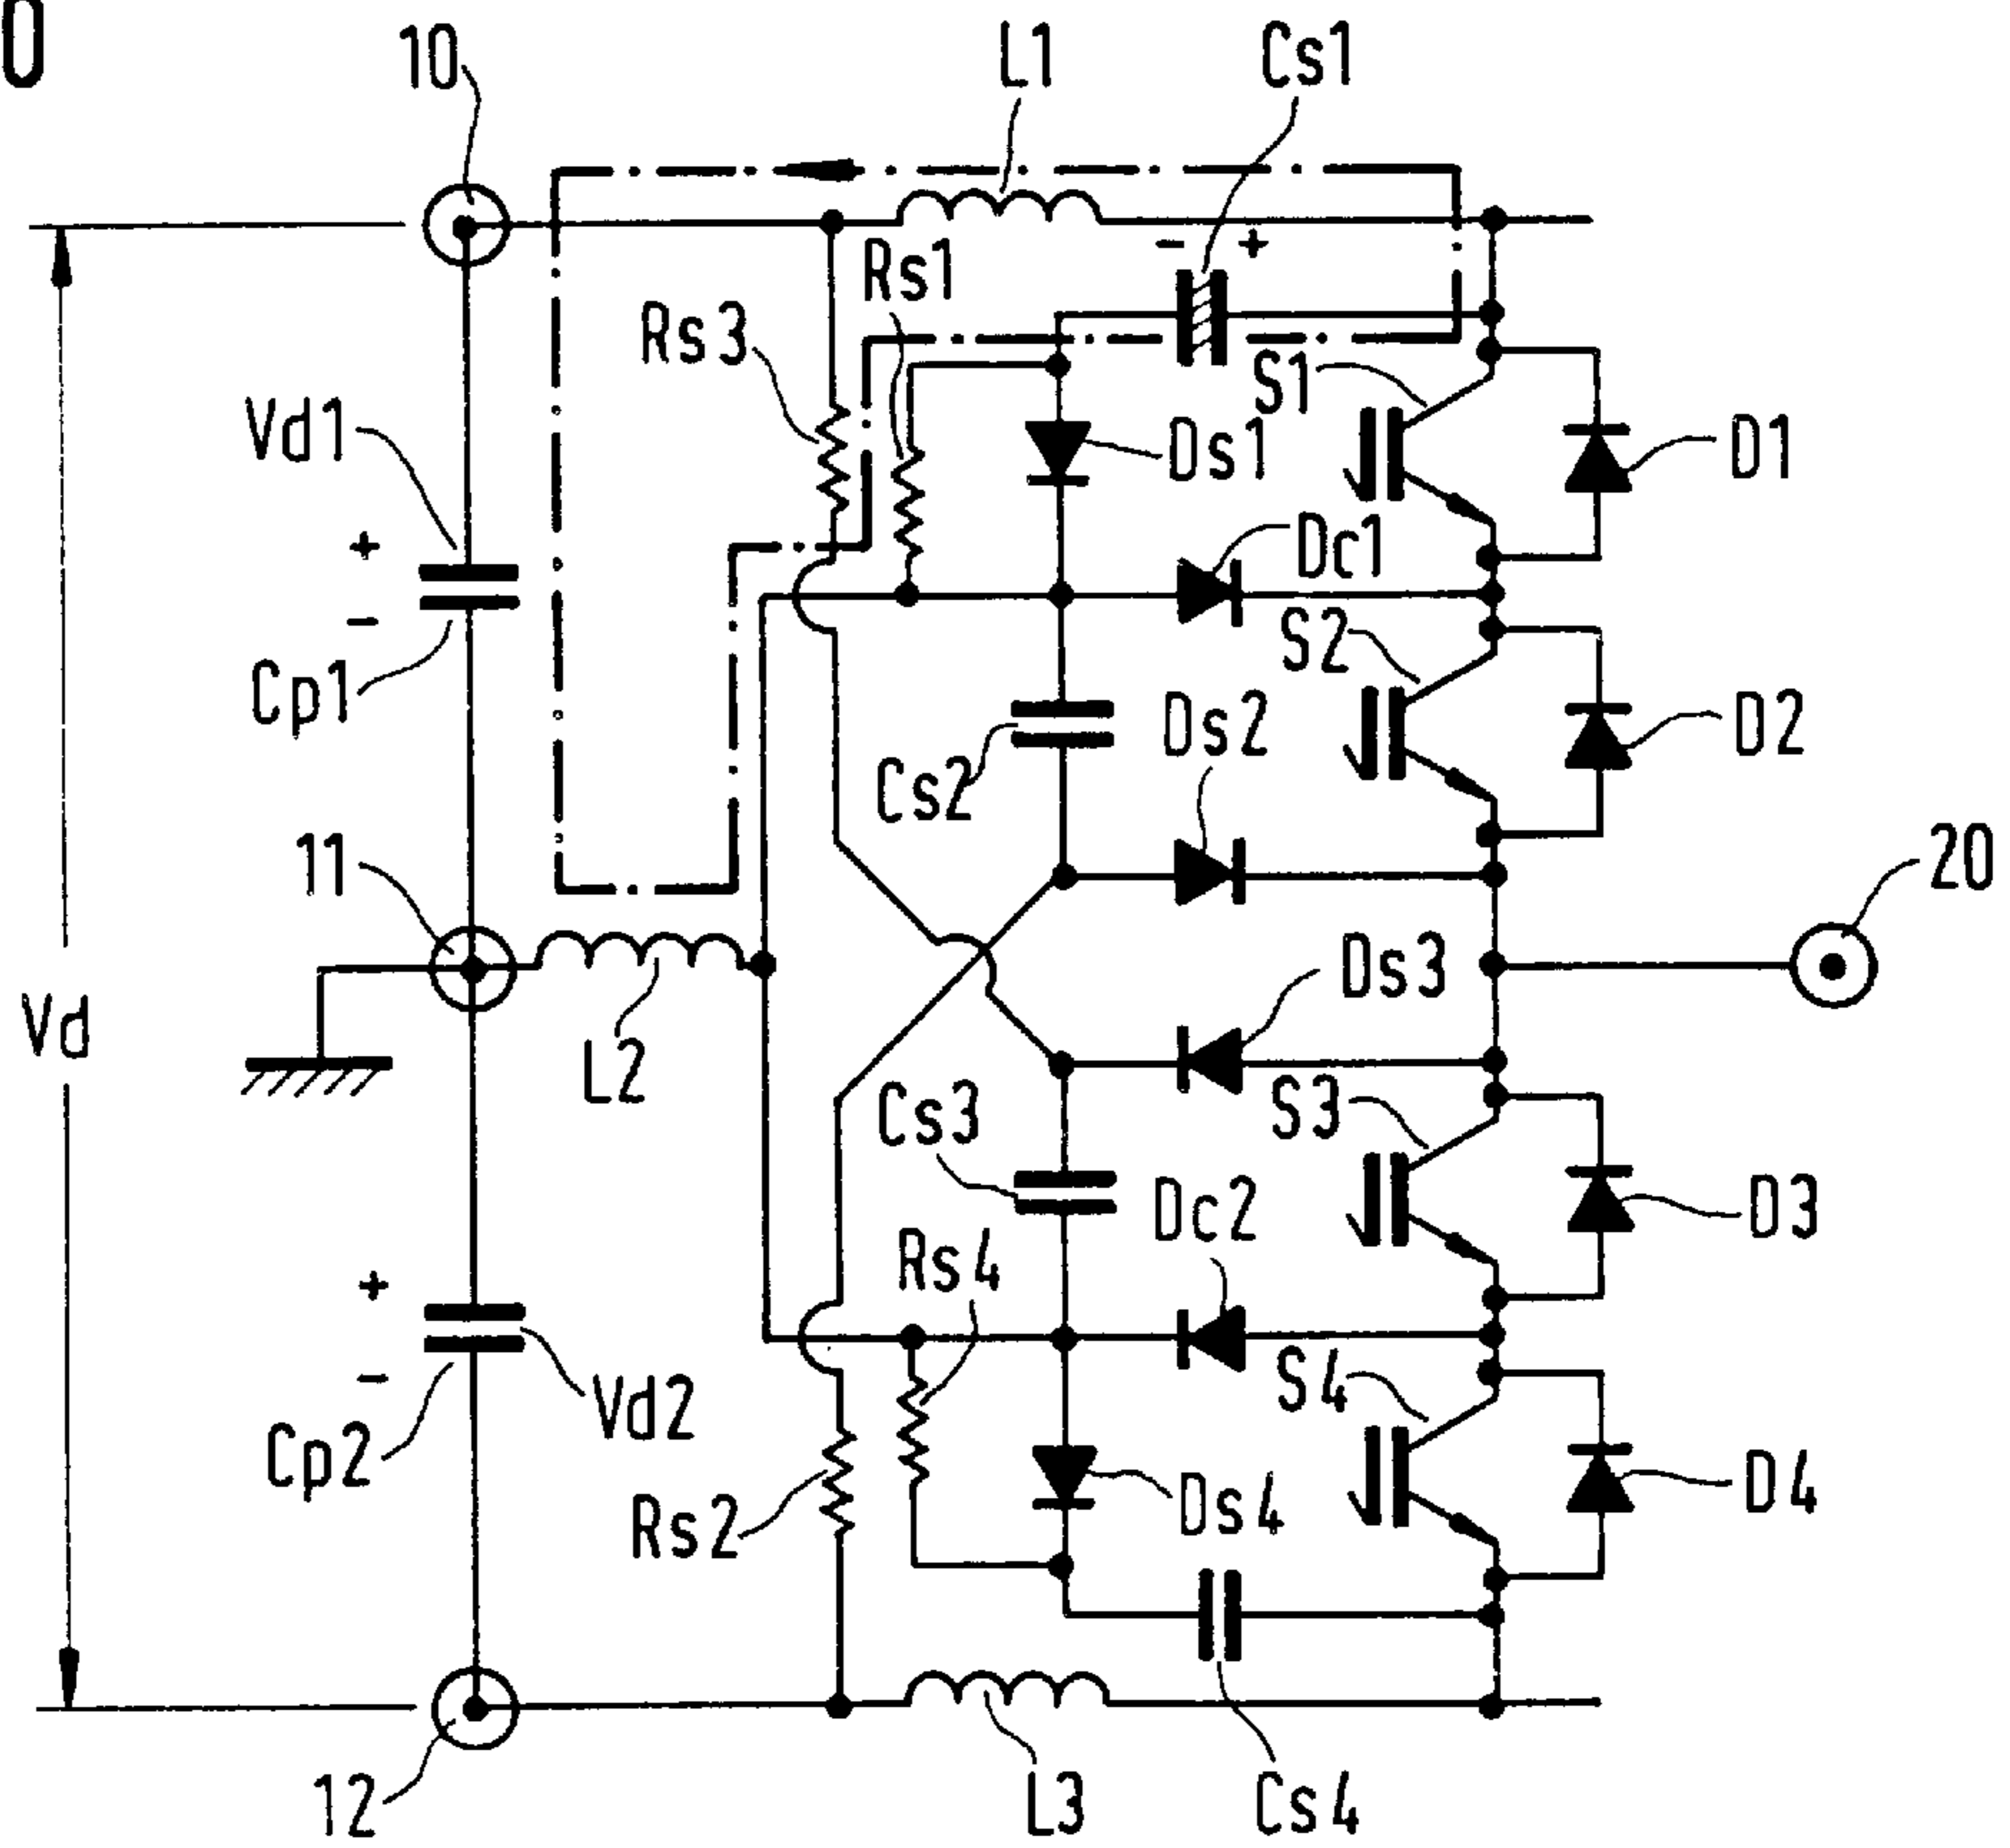 0
10
L1
Cs1
- +
Rs1
Rs3
S1
Vd1
Ds1
D1
+
Dc1
-
S2
Cp1
Ds2
D2
Cs2
11
20
Ds3
Vd
L2
S3
Cs3
Dc2
D3
Rs4
+
S4
-
Vd2
Cp2
Ds4
D4
Rs2
12
L3
Cs4